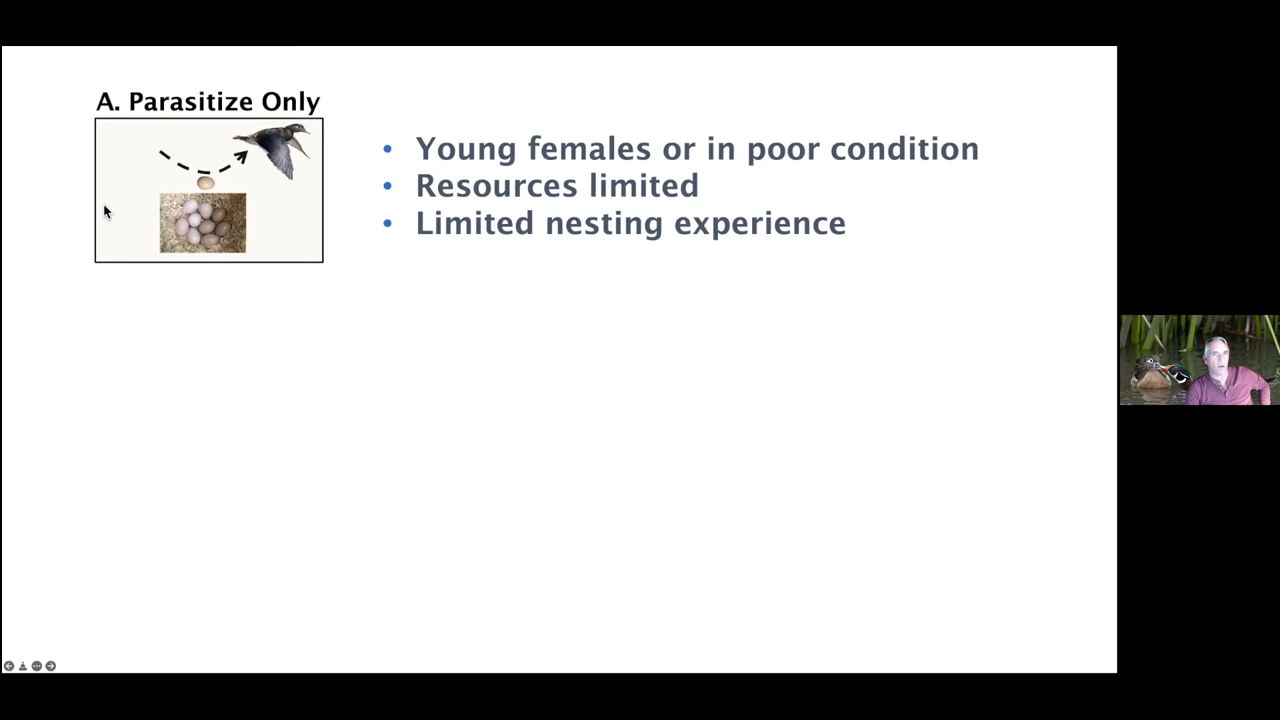 A. Parasitize Only
• Young females or in poor condition
• Resources limited
• Limited nesting experience